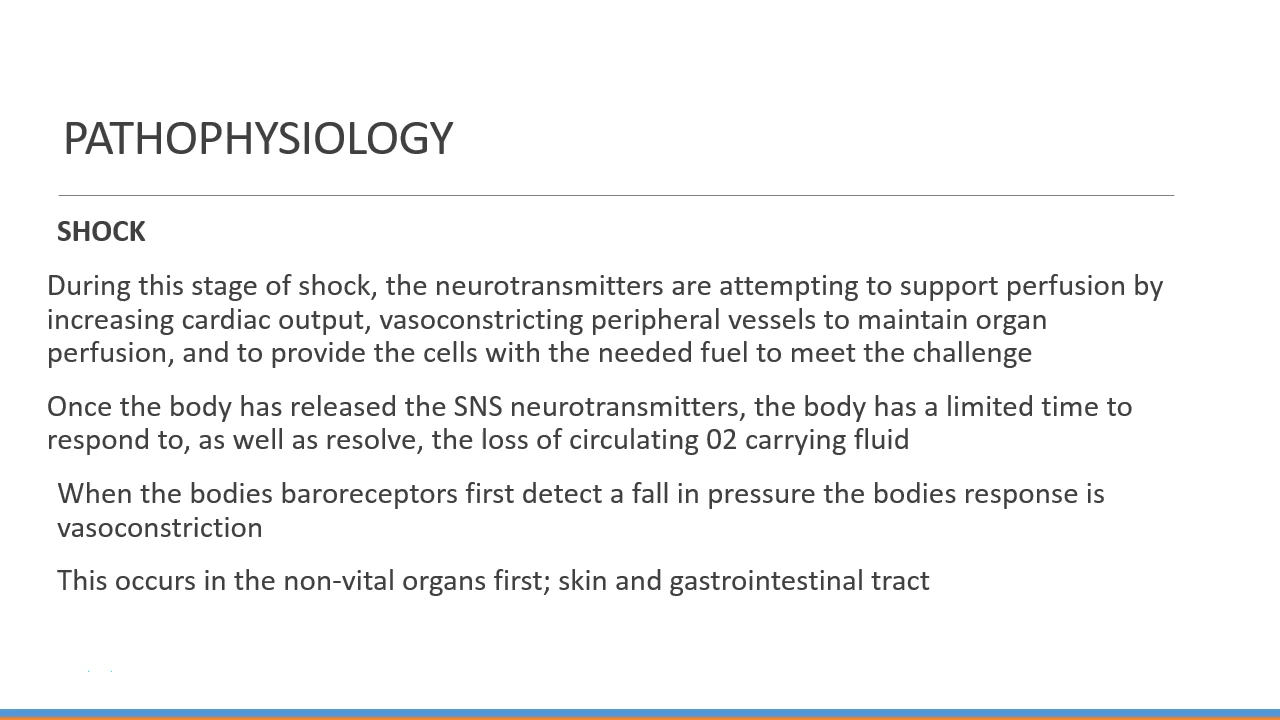 PATHOPHYSIOLOGY
SHOCK
During this stage of shock, the neurotransmitters are attempting to support perfusion by
increasing cardiac output, vasoconstricting peripheral vessels to maintain organ
perfusion, and to provide the cells with the needed fuel to meet the challenge
Once the body has released the SNS neurotransmitters, the body has a limited time to
respond to, as well as resolve, the loss of circulating 02 carrying fluid
When the bodies baroreceptors first detect a fall in pressure the bodies response is
vasoconstriction
This occurs in the non-vital organs first; skin and gastrointestinal tract